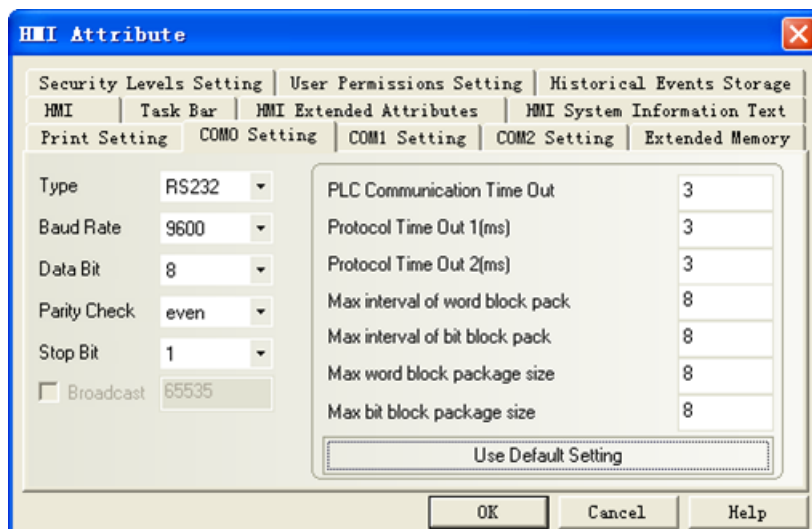 HMI Attribute
Security Levels Setting User Permissions Setting Historical Events Storage
HMI Task Bar HMI Extended Attributes HMI System Information Text
Print Setting COM0 Setting COM1 Setting COM2 Setting Extended Memory
Type RS232
Baud Rate 9600
Data Bit 8
Parity Check even
Stop Bit 1
Broadcast 65535
PLC Communication Time Out 3
Protocol Time Out 1(ms) 3
Protocol Time Out 2(ms) 3
Max interval of word block pack 8
Max interval of bit block pack 8
Max word block package size 8
Max bit block package size 8
Use Default Setting
OK Cancel Help